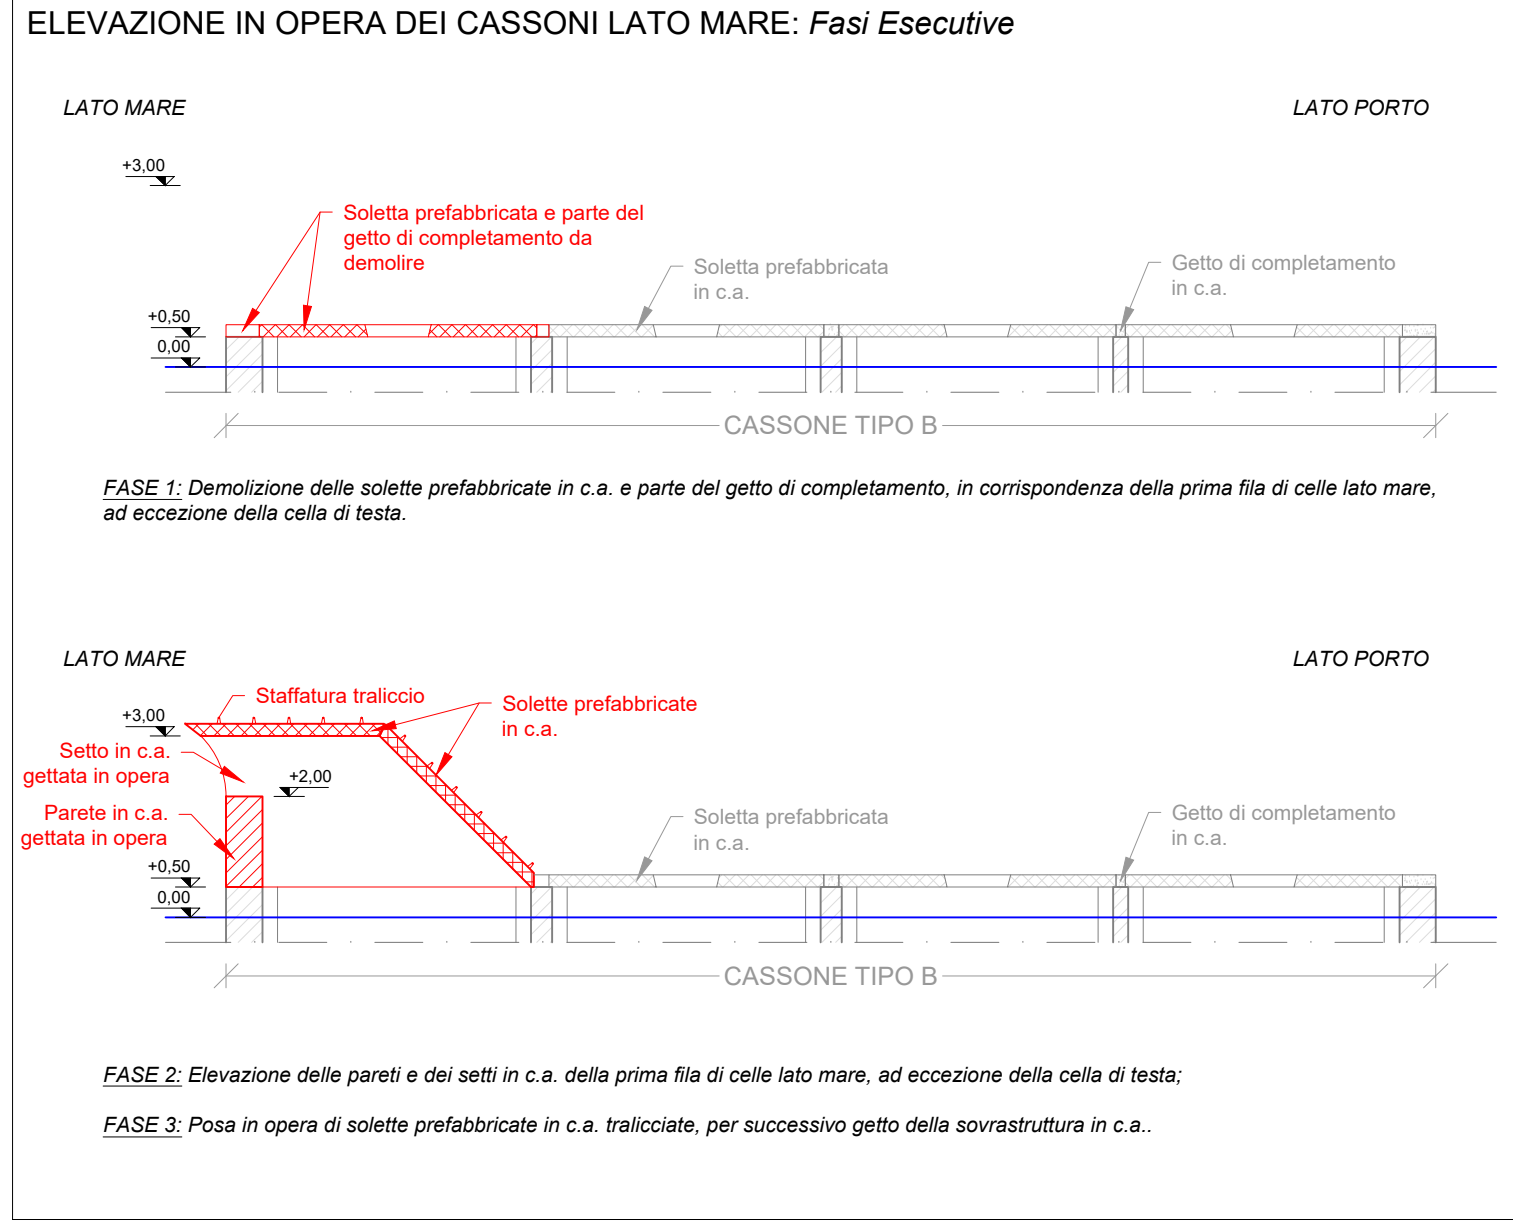 ELEVAZIONE IN OPERA DEI CASSONI LATO MARE: Fasi Esecutive
LATO MARE
LATO PORTO
+3,00
Soletta prefabbricata e parte del
getto di completamento da
demolire
Soletta prefabbricata
in c.a.
Getto di completamento
in c.a.
+0,50
0,00
CASSONE TIPO B
FASE 1: Demolizione delle solette prefabbricate in c.a. e parte del getto di completamento, in corrispondenza della prima fila di celle lato mare,
ad eccezione della cella di testa.
LATO MARE
LATO PORTO
Staffatura traliccio
Solette prefabbricate
in c.a.
+3,00
Setto in c.a.
gettata in opera
+2,00
Parete in c.a.
gettata in opera
Soletta prefabbricata
in c.a.
Getto di completamento
in c.a.
+0,50
0,00
CASSONE TIPO B
FASE 2: Elevazione delle pareti e dei setti in c.a. della prima fila di celle lato mare, ad eccezione della cella di testa;
FASE 3: Posa in opera di solette prefabbricate in c.a. tralicciate, per successivo getto della sovrastruttura in c.a..